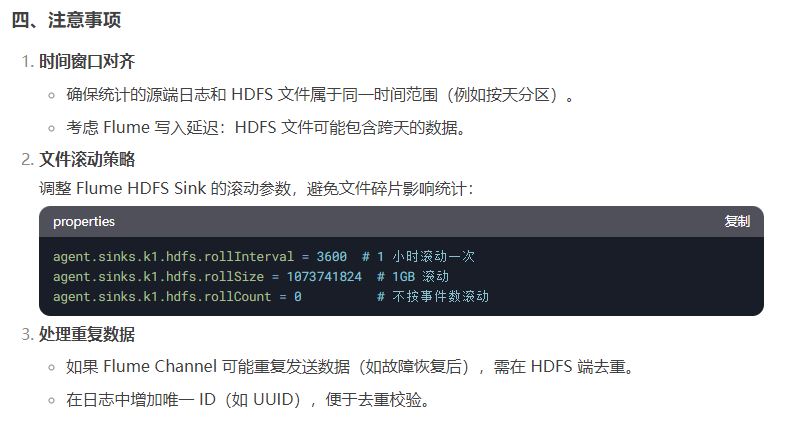 四、注意事项
1. 时间窗口对齐
确保统计的源端日志和 HDFS 文件属于同一时间范围（例如按天分区）。
考虑 Flume 写入延迟：HDFS 文件可能包含跨天的数据。
2. 文件滚动策略
调整 Flume HDFS Sink 的滚动参数，避免文件碎片影响统计：
properties 复制
agent.sinks.k1.hdfs.rollInterval = 3600  # 1 小时滚动一次
agent.sinks.k1.hdfs.rollSize = 1073741824  # 1GB 滚动
agent.sinks.k1.hdfs.rollCount = 0          # 不按事件数滚动
3. 处理重复数据
如果 Flume Channel 可能重复发送数据（如故障恢复后），需在 HDFS 端去重。
在日志中增加唯一 ID（如 UUID），便于去重校验。